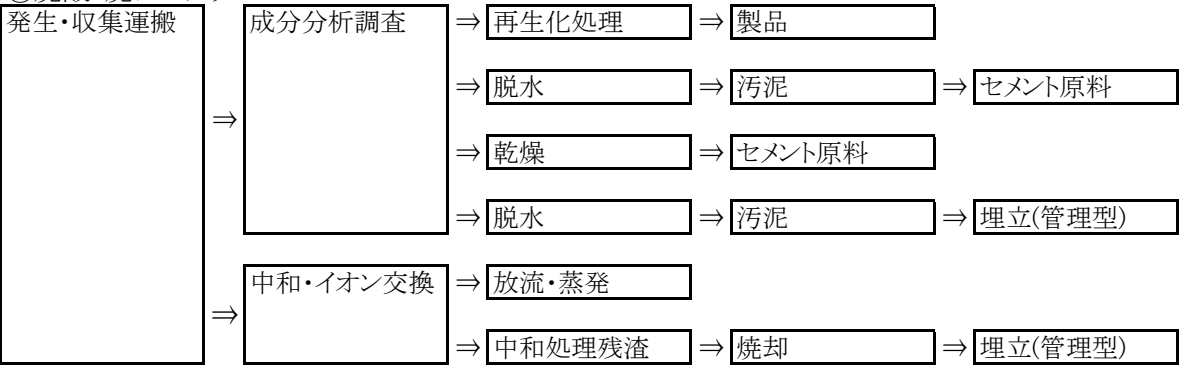 発生・収集運搬 ⇒ 成分分析調査 ⇒ 再生化処理 ⇒ 製品
⇒ 脱水 ⇒ 汚泥 ⇒ セメント原料
⇒ 乾燥 ⇒ セメント原料
⇒ 脱水 ⇒ 汚泥 ⇒ 埋立(管理型)
⇒ 中和・イオン交換 ⇒ 放流・蒸発
⇒ 中和処理残渣 ⇒ 焼却 ⇒ 埋立(管理型)